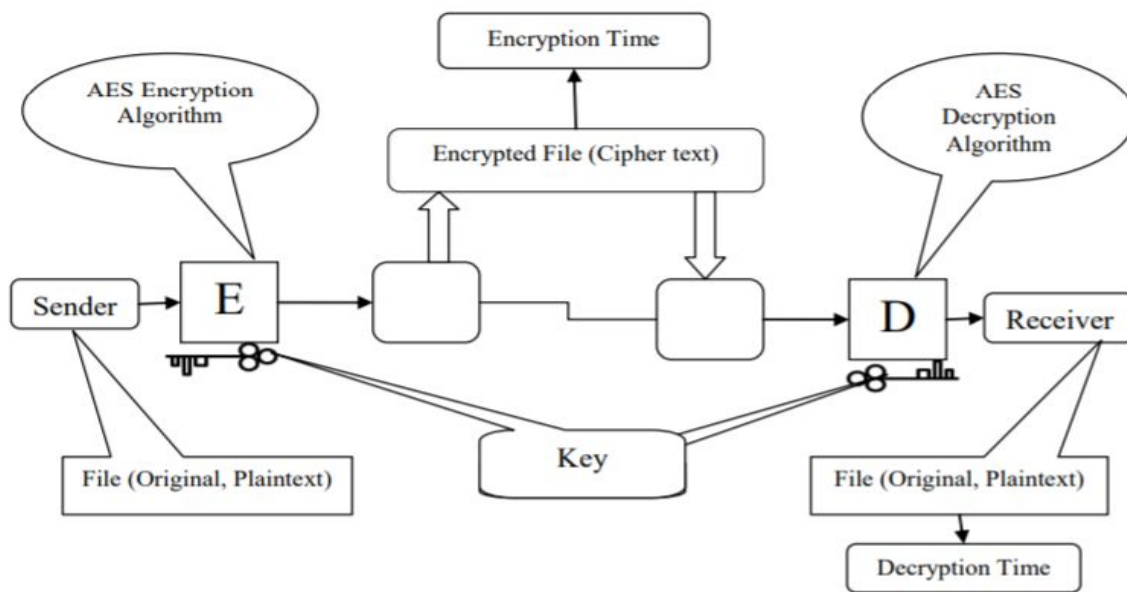 Encryption Time
AES Encryption
Algorithm
AES
Decryption
Algorithm
Encrypted File (Cipher text)
Sender
E
D
Receiver
Key
File (Original, Plaintext)
File (Original, Plaintext)
Decryption Time